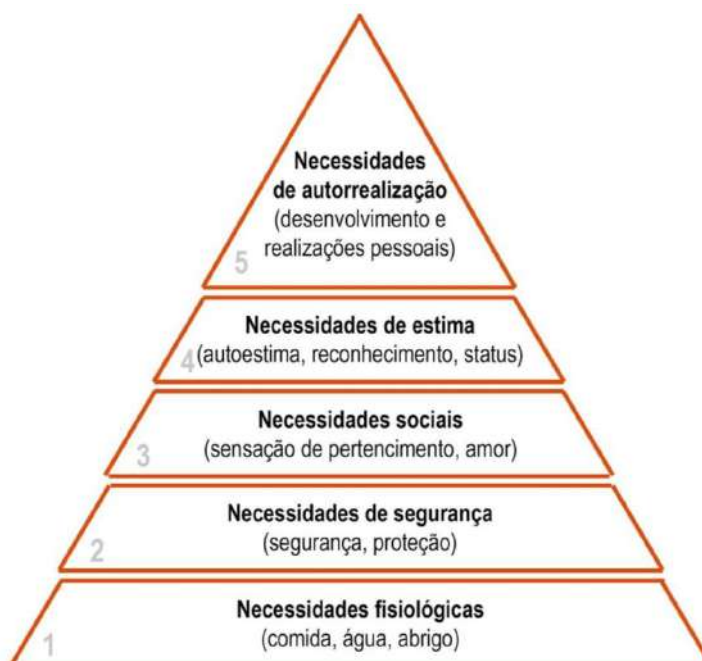 Necessidades
de autorrealização
(desenvolvimento e
realizações pessoais)
5
Necessidades de estima
4 (autoestima, reconhecimento, status)
Necessidades sociais
(sensação de pertencimento, amor)
3
Necessidades de segurança
(segurança, proteção)
2
Necessidades fisiológicas
(comida, água, abrigo)
1